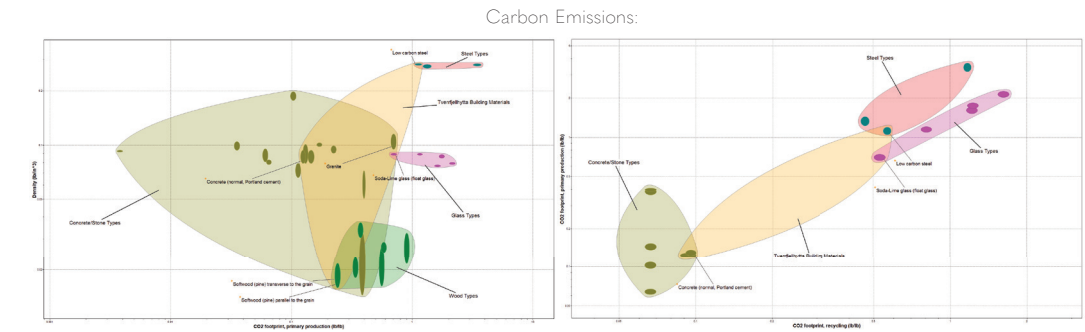 Carbon Emissions:
Low carbon steel
Steel Types
Tverrfjellhytta Building Materials
Granite
Concrete (normal, Portland cement)
Soda-Lime glass (float glass)
Glass Types
Concrete/Stone Types
Softwood (pine) transverse to the grain
Softwood (pine) parallel to the grain
Wood Types
Density (lb/in^3)
CO2 footprint, primary production (lb/lb)
Steel Types
Glass Types
Low carbon steel
Concrete/Stone Types
Soda-Lime glass (float glass)
Tverrfjellhytta Building Materials
Concrete (normal, Portland cement)
CO2 footprint, primary production (lb/lb)
CO2 footprint, recycling (lb/lb)